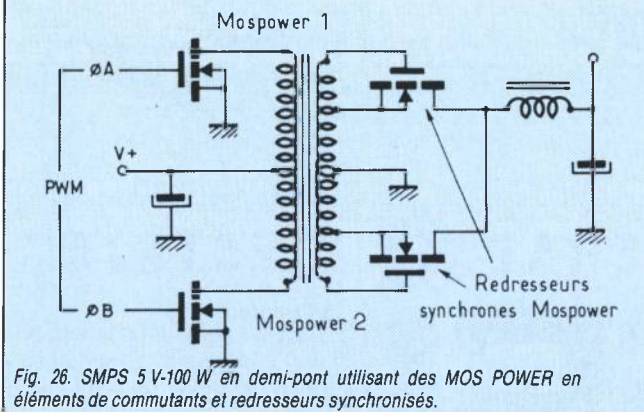 Mospower 1
ØA
V+
PWM
ØB
Mospower 2
Redresseurs
synchrones Mospower
Fig. 26. SMPS 5 V-100 W en demi-pont utilisant des MOS POWER en
éléments de commutants et redresseurs synchronisés.